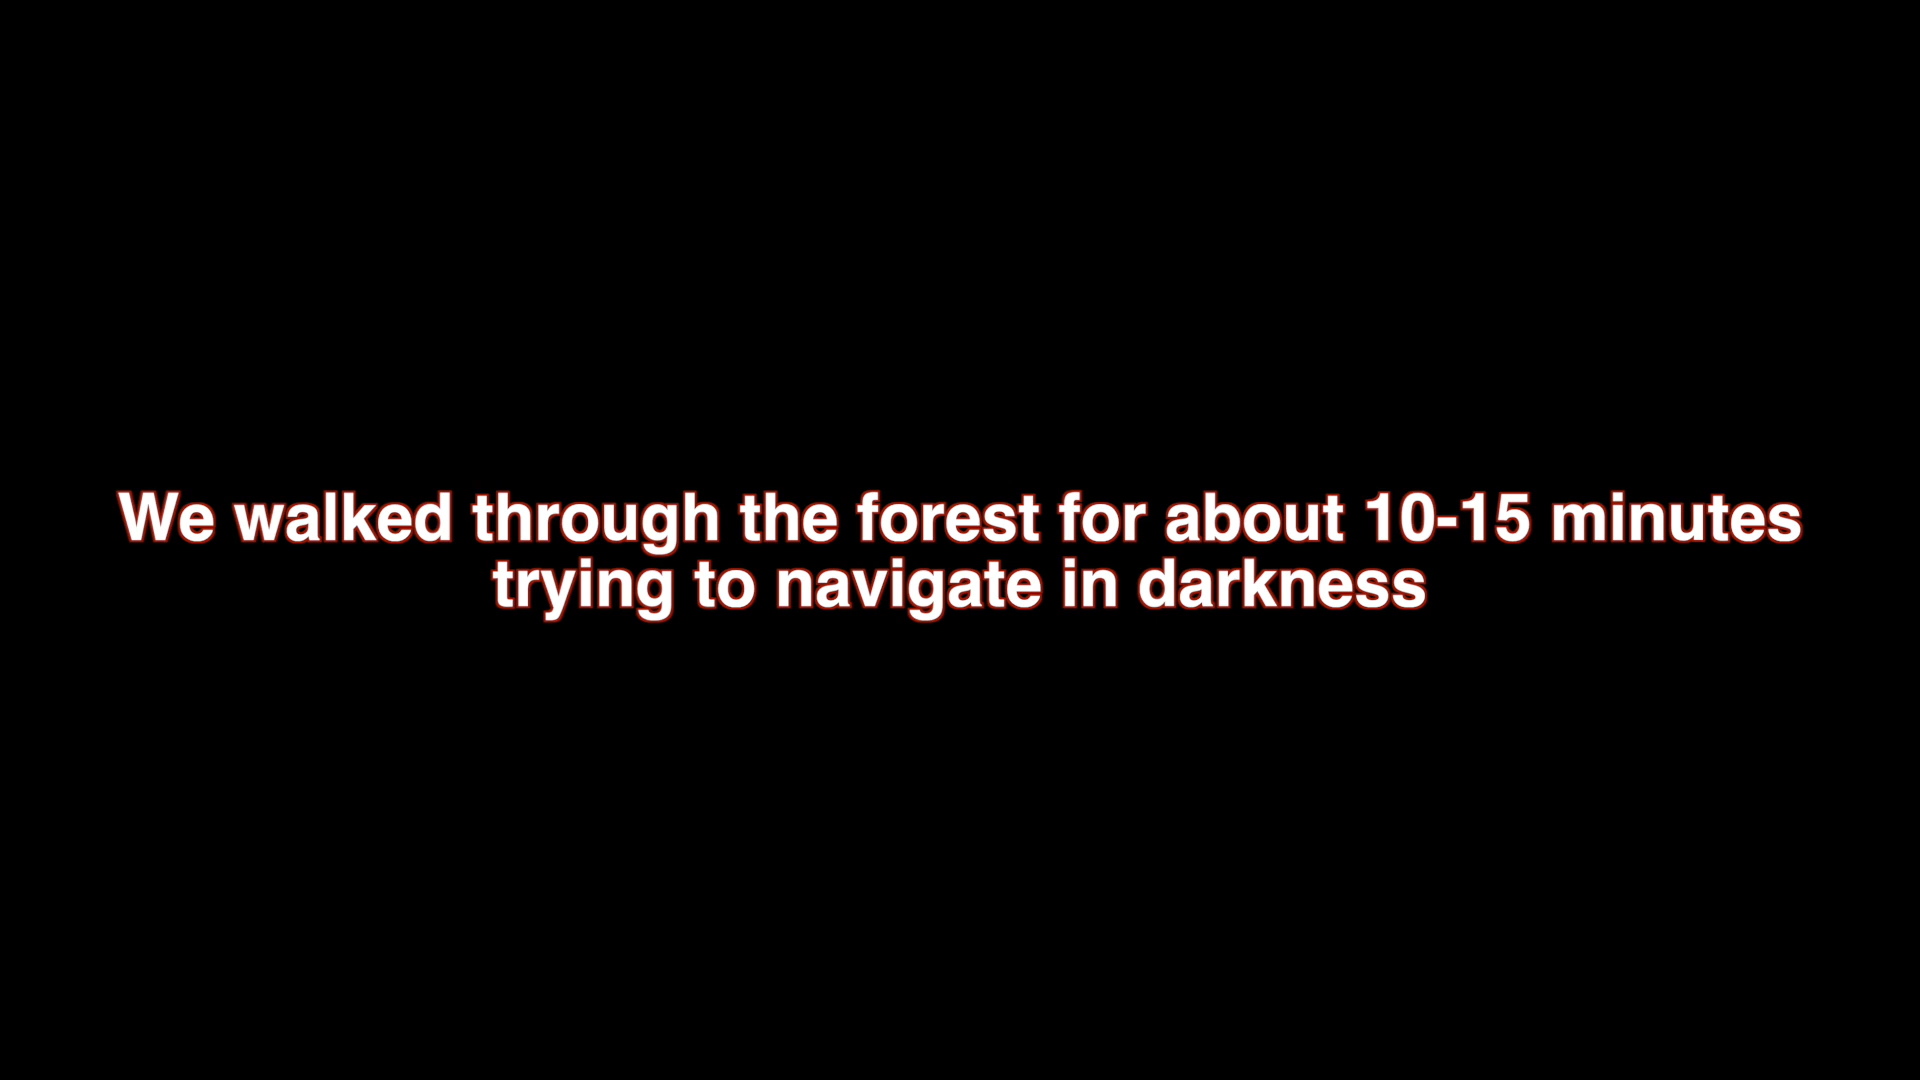 We walked through the forest for about 10-15 minutes
trying to navigate in darkness